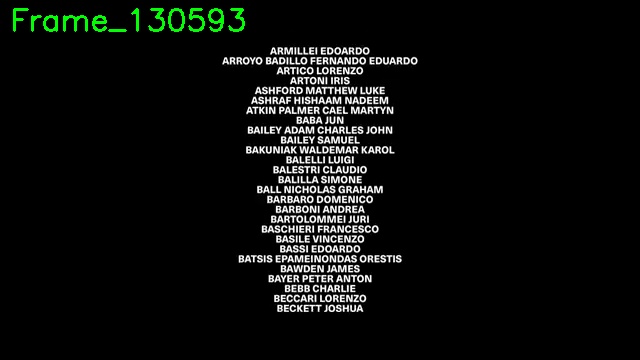 Frame_130593
ARMILLEI EDOARDO
ARROYO BADILLO FERNANDO EDUARDO
ARTICO LORENZO
ARTONI IRIS
ASHFORD MATTHEW LUKE
ASHRAF HISHAAM NADEEM
ATKIN PALMER CAEL MARTYN
BABA JUN
BAILEY ADAM CHARLES JOHN
BAILEY SAMUEL
BAKUNIAK WALDEMAR KAROL
BALELLI LUIGI
BALESTRI CLAUDIO
BALILLA SIMONE
BALL NICHOLAS GRAHAM
BARBARO DOMENICO
BARBONI ANDREA
BARTOLOMMEI JURI
BASCHIERI FRANCESCO
BASILE VINCENZO
BASSI EDOARDO
BATSIS EPAMEINONDAS ORESTIS
BAWDEN JAMES
BAYER PETER ANTON
BEBB CHARLIE
BECCARI LORENZO
BECKETT JOSHUA